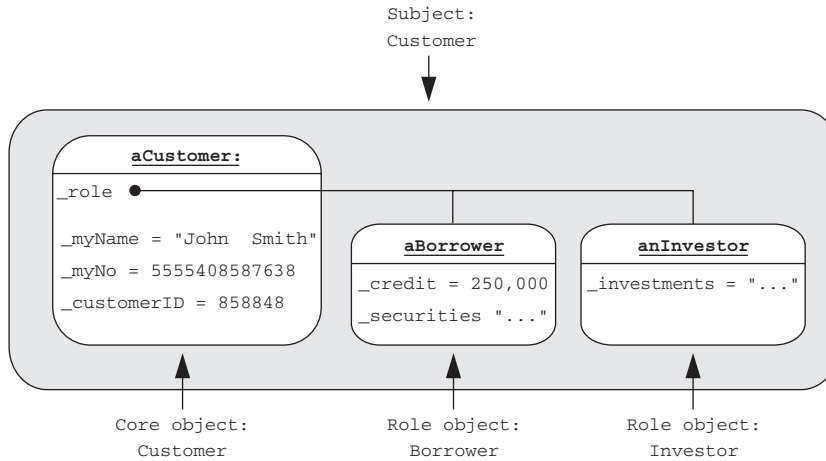 Subject:
Customer
aCustomer:
_role
_myName = "John Smith"
_myNo = 5555408587638
_customerID = 858848
aBorrower
_credit = 250,000
_securities "..."
anInvestor
_investments = "..."
Core object:
Customer
Role object:
Borrower
Role object:
Investor